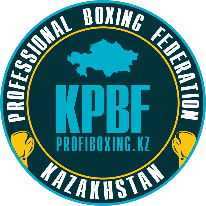 PROFESSIONAL BOXING FEDERATION
KPBF
PROFIBOXING.KZ
KAZAKHSTAN